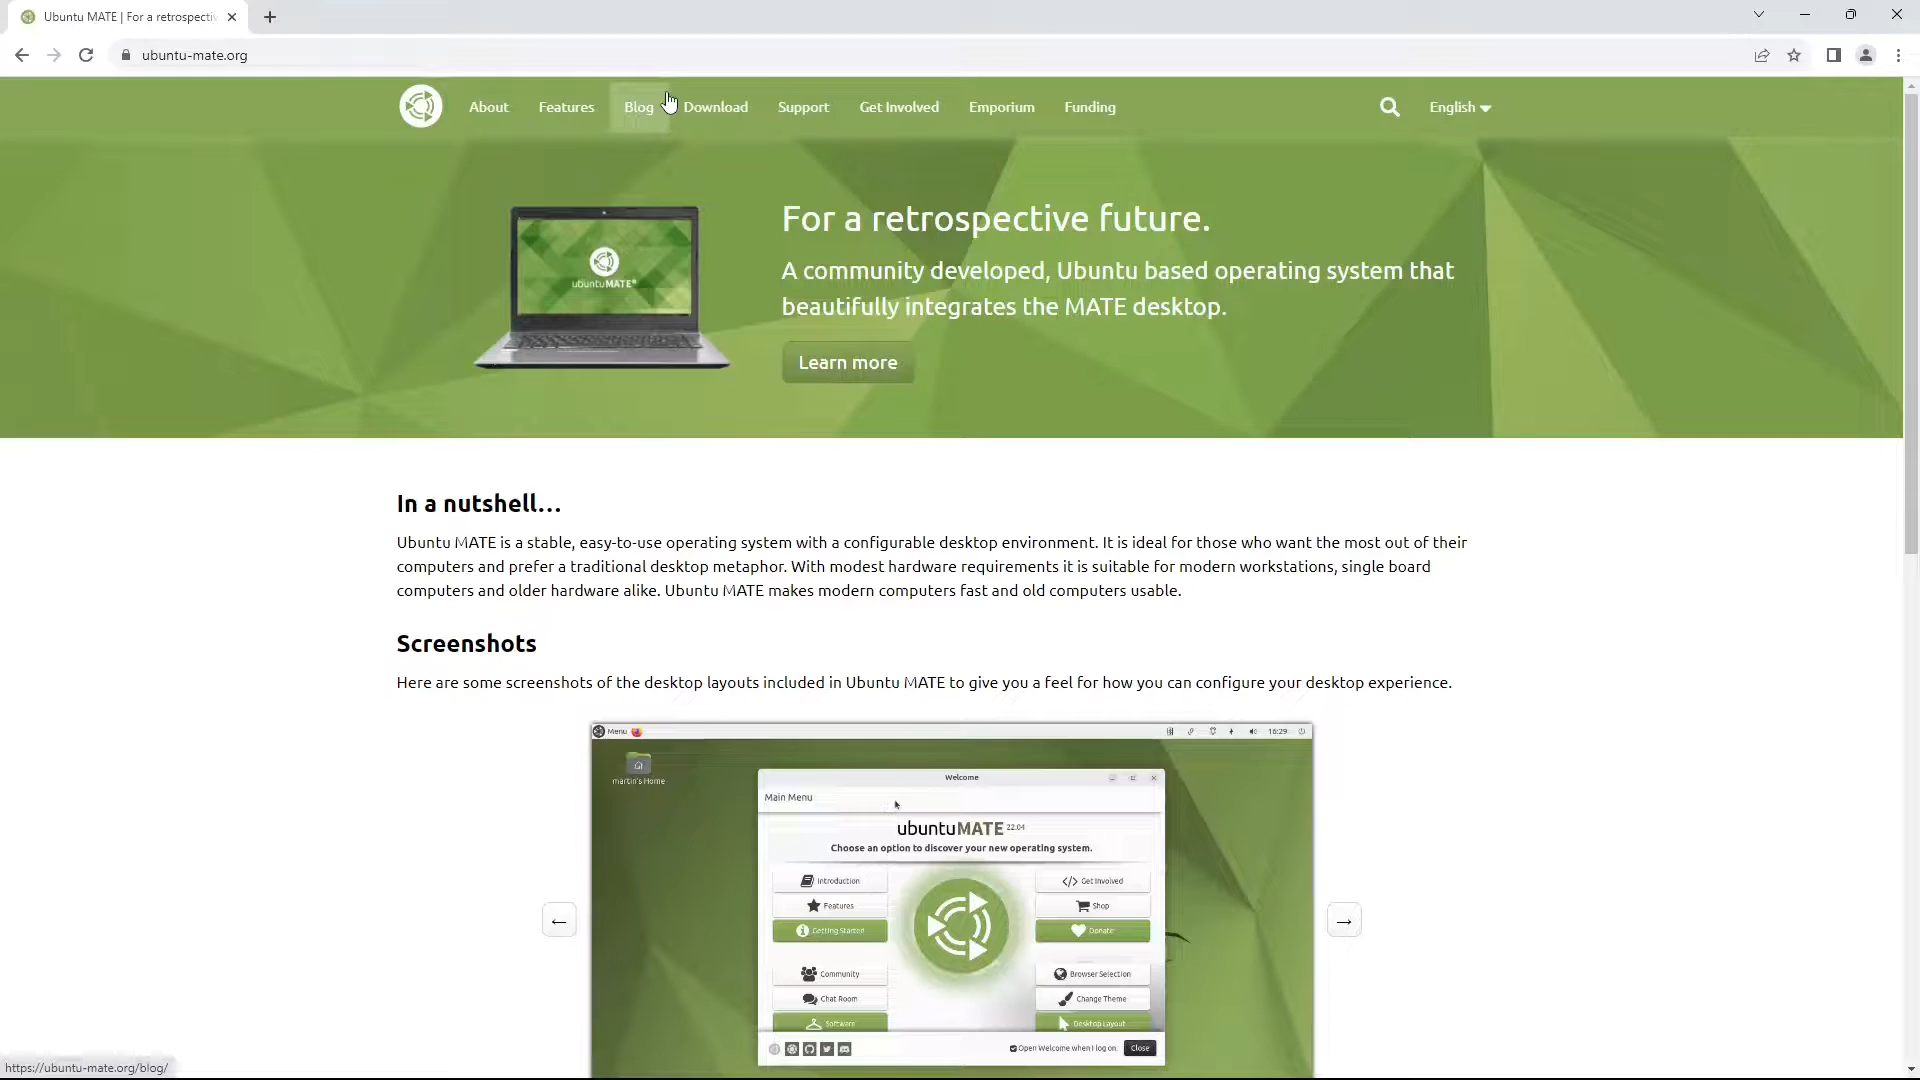 Ubuntu MATE | For a retrospectiv
ubuntu-mate.org
About Features Blog Download Support Get Involved Emporium Funding English
ubuntuMATE
For a retrospective future.
A community developed, Ubuntu based operating system that
beautifully integrates the MATE desktop.
Learn more
In a nutshell...
Ubuntu MATE is a stable, easy-to-use operating system with a configurable desktop environment. It is ideal for those who want the most out of their
computers and prefer a traditional desktop metaphor. With modest hardware requirements it is suitable for modern workstations, single board
computers and older hardware alike. Ubuntu MATE makes modern computers fast and old computers usable.
Screenshots
Here are some screenshots of the desktop layouts included in Ubuntu MATE to give you a feel for how you can configure your desktop experience.
Menu 16:29
martin's Home
Welcome
Main Menu
ubuntuMATE 22.04
Choose an option to discover your new operating system.
Introduction Get Involved
Features Shop
Getting Started Donate
Community Browser Selection
Chat Room Change Theme
Software Desktop Layout
Open Welcome when I log on. Close
https://ubuntu-mate.org/blog/